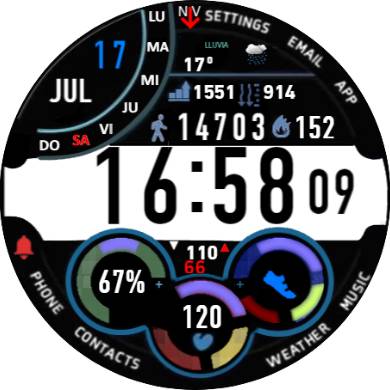 LU
NV
SETTINGS
EMAIL
APP
17
MA
LLUVIA
17°
JUL
MI
1551
914
JU
VI
SA
DO
14703
152
16:58 09
110
66
67%
120
PHONE
CONTACTS
WEATHER
MUSIC